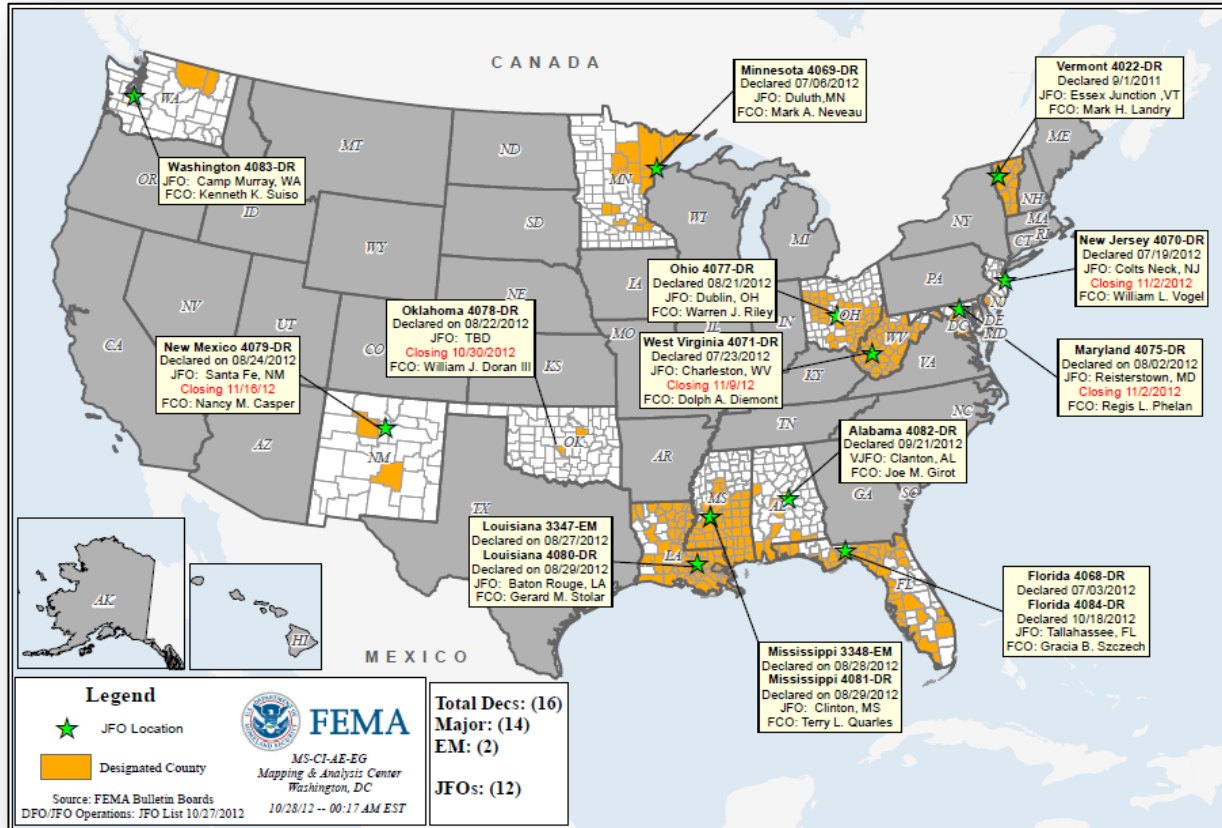 CANADA
Minnesota 4069-DR
Declared 07/06/2012
JFO: Duluth,MN
FCO: Mark A. Neveau
Vermont 4022-DR
Declared 9/1/2011
JFO: Essex Junction ,VT
FCO: Mark H. Landry
Washington 4083-DR
JFO: Camp Murray, WA
FCO: Kenneth K. Suiso
New Jersey 4070-DR
Declared 07/19/2012
JFO: Colts Neck, NJ
Closing 11/2/2012
FCO: William L. Vogel
Ohio 4077-DR
Declared 08/21/2012
JFO: Dublin, OH
FCO: Warren J. Riley
Oklahoma 4078-DR
Declared on 08/22/2012
JFO: TBD
Closing 10/30/2012
FCO: William J. Doran III
New Mexico 4079-DR
Declared on 08/24/2012
JFO: Santa Fe, NM
Closing 11/16/12
FCO: Nancy M. Casper
West Virginia 4071-DR
Declared 07/23/2012
JFO: Charleston, WV
Closing 11/9/12
FCO: Dolph A. Diemont
Maryland 4075-DR
Declared on 08/02/2012
JFO: Reisterstown, MD
Closing 11/2/2012
FCO: Regis L. Phelan
Alabama 4082-DR
Declared 09/21/2012
VJFO: Clanton, AL
FCO: Joe M. Girot
Louisiana 3347-EM
Declared on 08/27/2012
Louisiana 4080-DR
Declared on 08/29/2012
JFO: Baton Rouge, LA
FCO: Gerard M. Stolar
Florida 4068-DR
Declared 07/03/2012
Florida 4084-DR
Declared 10/18/2012
JFO: Tallahassee, FL
FCO: Gracia B. Szczech
Mississippi 3348-EM
Declared on 08/28/2012
Mississippi 4081-DR
Declared on 08/29/2012
JFO: Clinton, MS
FCO: Terry L. Quarles
WA
OR
ID
MT
ND
SD
MN
WI
MI
WY
NE
IA
NV
UT
CO
KS
MO
IL
IN
OH
KY
WV
VA
PA
NY
ME
NH
MA
RI
CT
NJ
DE
MD
DC
CA
AZ
NM
OK
AR
TN
NC
SC
GA
AL
MS
LA
TX
FL
AK
HI
MEXICO
Legend
JFO Location
Designated County
Source: FEMA Bulletin Boards
DFO/JFO Operations: JFO List 10/27/2012
FEMA
MS-CI-AE-EG
Mapping & Analysis Center
Washington, DC
10/28/12 -- 00:17 AM EST
Total Decs: (16)
Major: (14)
EM: (2)
JFOs: (12)